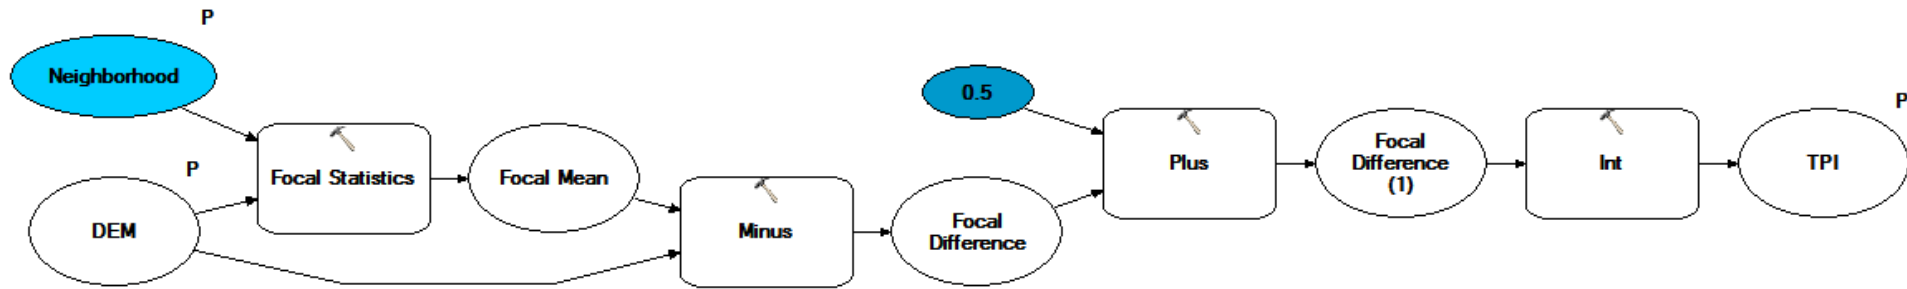 P
Neighborhood
P
DEM
Focal Statistics
Focal Mean
Minus
Focal
Difference
0.5
Plus
Focal
Difference
(1)
Int
P
TPI